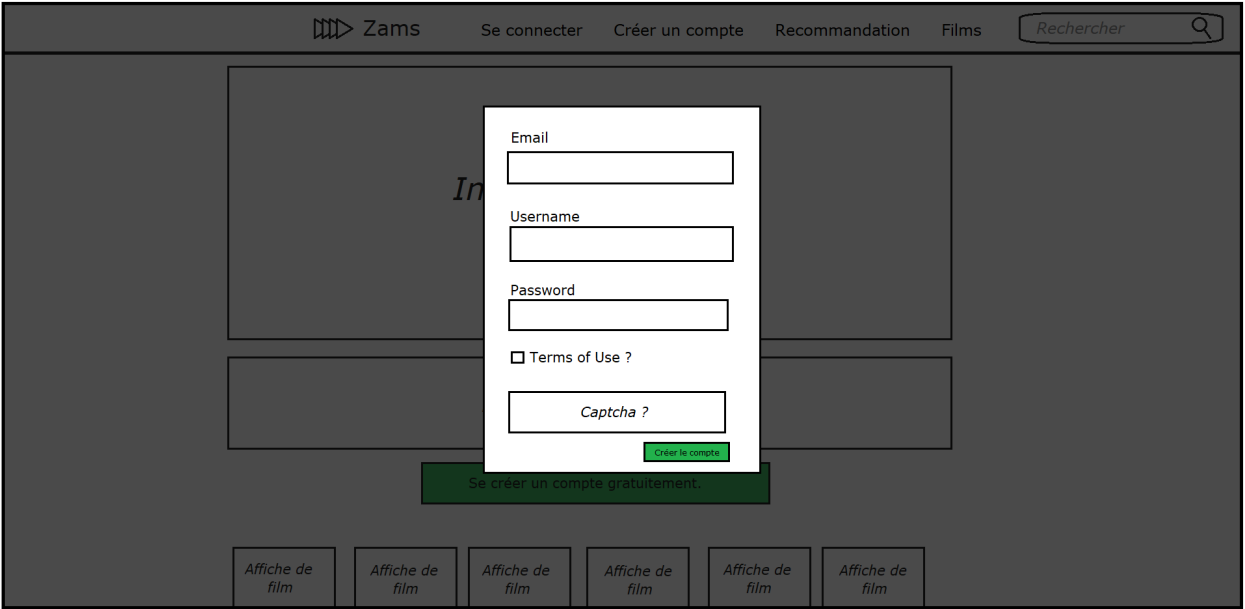 Zams Se connecter Créer un compte Recommandation Films Rechercher
Email
In
Username
Password
Terms of Use ?
Captcha ?
Créer le compte
Se créer un compte gratuitement.
Affiche de film
Affiche de film
Affiche de film
Affiche de film
Affiche de film
Affiche de film